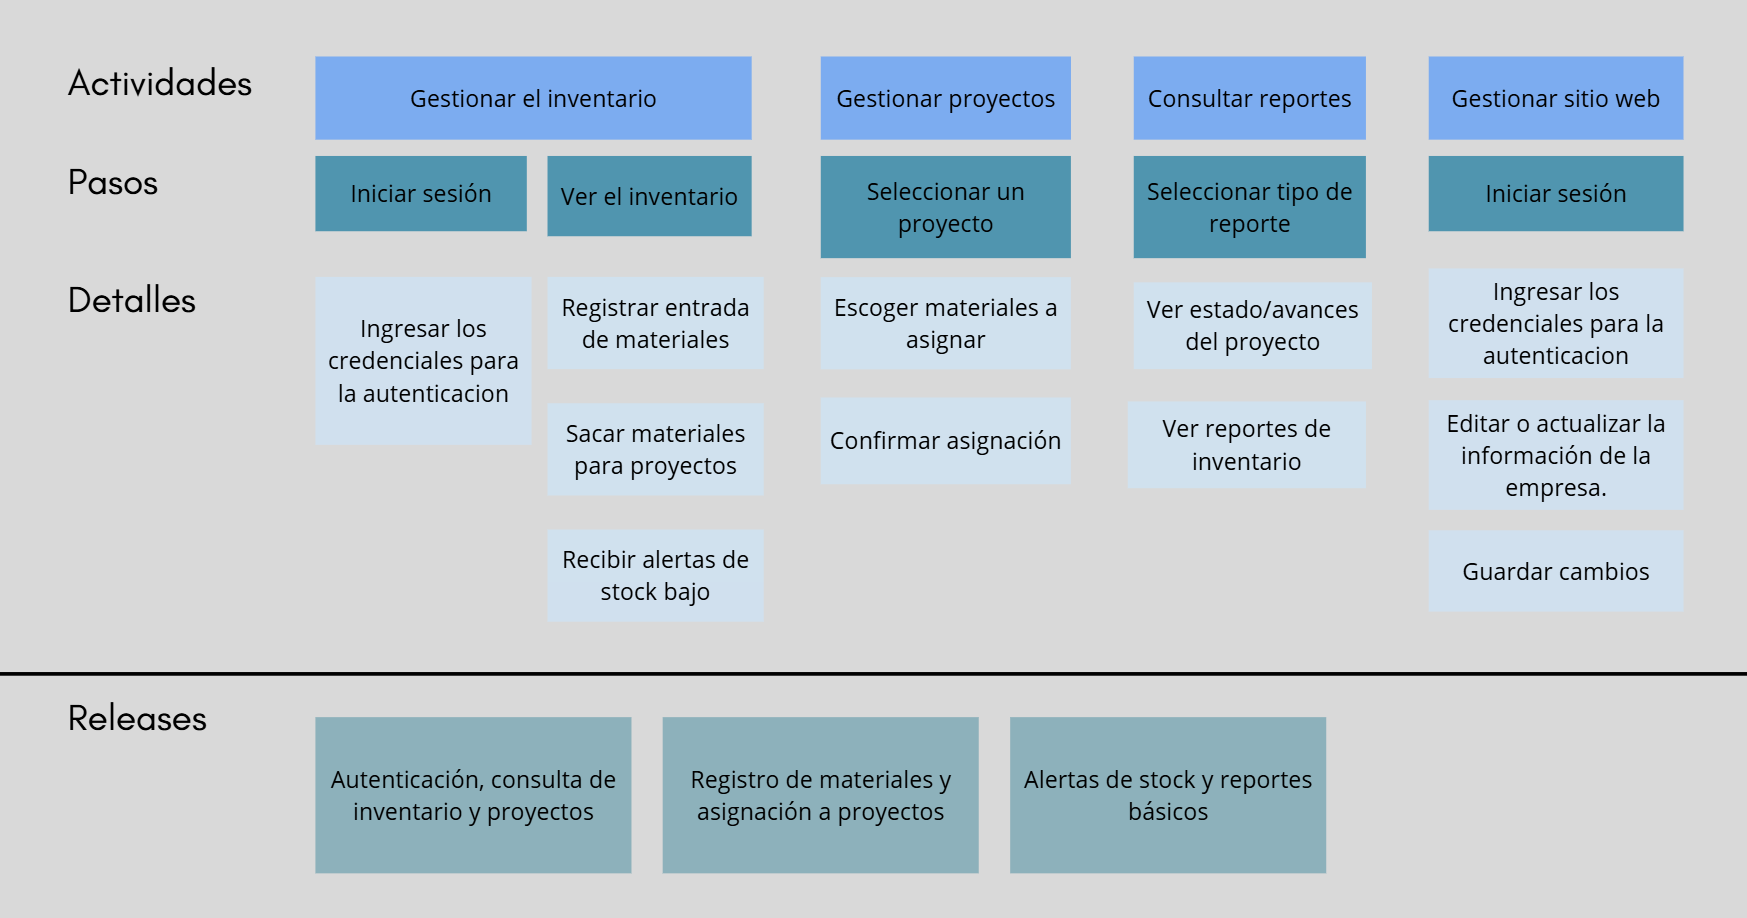 Actividades
Gestionar el inventario
Gestionar proyectos
Consultar reportes
Gestionar sitio web
Pasos
Iniciar sesión
Ver el inventario
Seleccionar un
proyecto
Seleccionar tipo de
reporte
Iniciar sesión
Detalles
Ingresar los
credenciales para
la autenticacion
Registrar entrada
de materiales
Sacar materiales
para proyectos
Recibir alertas de
stock bajo
Escoger materiales a
asignar
Confirmar asignación
Ver estado/avances
del proyecto
Ver reportes de
inventario
Ingresar los
credenciales para la
autenticacion
Editar o actualizar la
información de la
empresa.
Guardar cambios
Releases
Autenticación, consulta de
inventario y proyectos
Registro de materiales y
asignación a proyectos
Alertas de stock y reportes
básicos